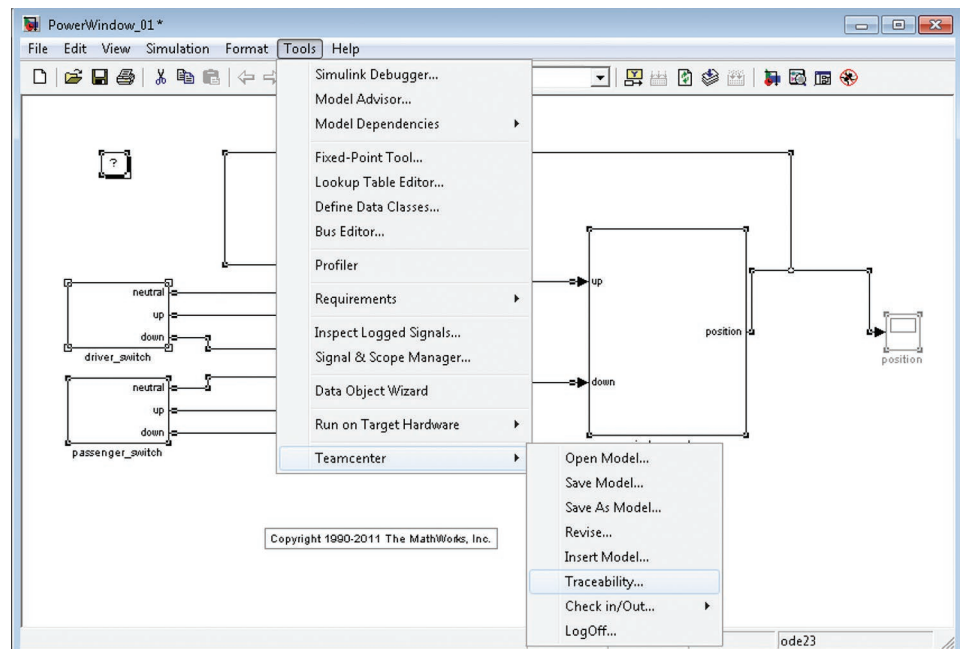 PowerWindow_01 *
File Edit View Simulation Format Tools Help
Simulink Debugger...
Model Advisor...
Model Dependencies
Fixed-Point Tool...
Lookup Table Editor...
Define Data Classes...
Bus Editor...
Profiler
Requirements
Inspect Logged Signals...
Signal & Scope Manager...
Data Object Wizard
Run on Target Hardware
Teamcenter
Open Model...
Save Model...
Save As Model...
Revise...
Insert Model...
Traceability...
Check in/Out...
LogOff...
?
neutral
up
down
driver_switch
neutral
up
down
passenger_switch
up
down
position
position
Copyright 1990-2011 The MathWorks, Inc.
ode23